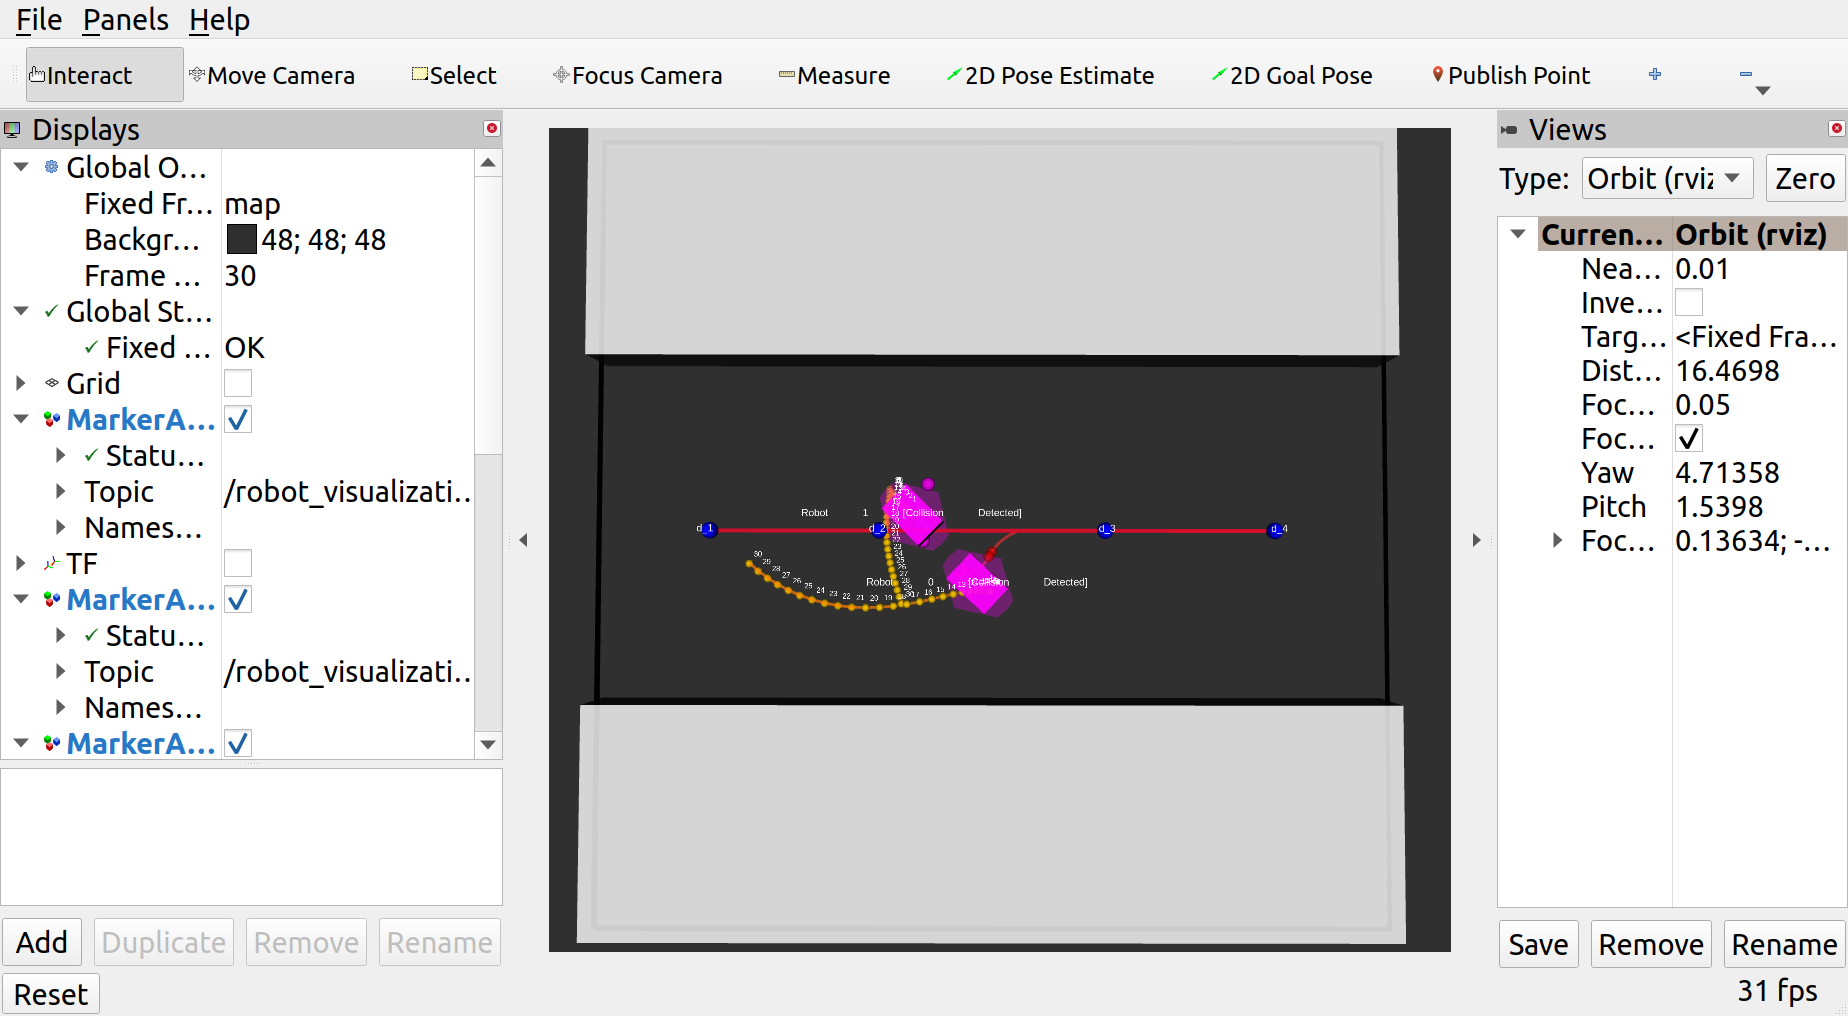 File Panels Help
Interact Move Camera Select Focus Camera Measure 2D Pose Estimate 2D Goal Pose Publish Point
Displays
Global O...
Fixed Fr... map
Backgr... 48; 48; 48
Frame ... 30
Global St...
Fixed ... OK
Grid
MarkerA...
Statu...
Topic /robot_visualizati..
Names...
TF
MarkerA...
Statu...
Topic /robot_visualizati..
Names...
MarkerA...
Add Duplicate Remove Rename
Reset
Robot 1 [Collision Detected]
d_1 d_2 d_3 d_4
30
29
28
27
26
25
24
23
22
21
20
19
17
16
15
14
Robot 0 [Collision Detected]
Views
Type: Orbit (rviz Zero
Curren... Orbit (rviz)
Nea... 0.01
Inve...
Targ... <Fixed Fra...
Dist... 16.4698
Foc... 0.05
Foc...
Yaw 4.71358
Pitch 1.5398
Foc... 0.13634; -...
Save Remove Rename
31 fps